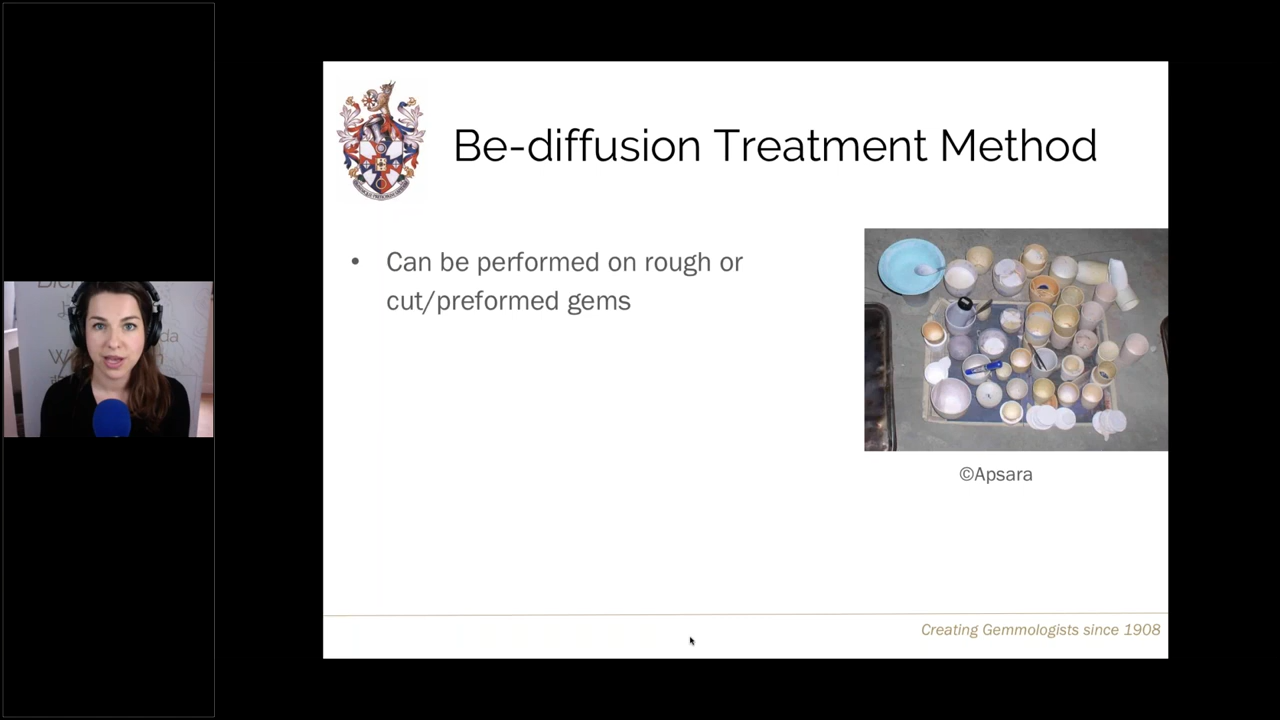 Be-diffusion Treatment Method
• Can be performed on rough or
cut/preformed gems
©Apsara
Creating Gemmologists since 1908